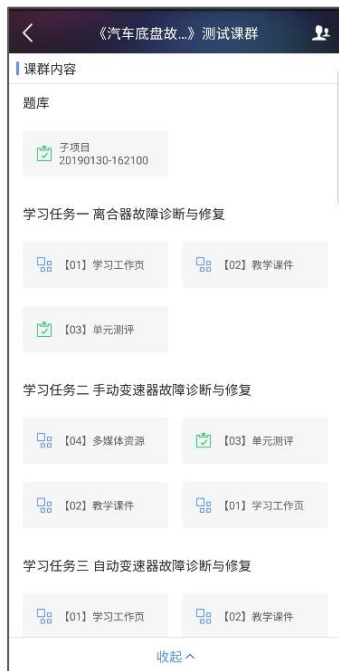 《汽车底盘故...》测试课群
课群内容
题库
子项目
20190130-162100
学习任务一 离合器故障诊断与修复
【01】学习工作页
【02】教学课件
【03】单元测评
学习任务二 手动变速器故障诊断与修复
【04】多媒体资源
【03】单元测评
【02】教学课件
【01】学习工作页
学习任务三 自动变速器故障诊断与修复
【01】学习工作页
【02】教学课件
收起